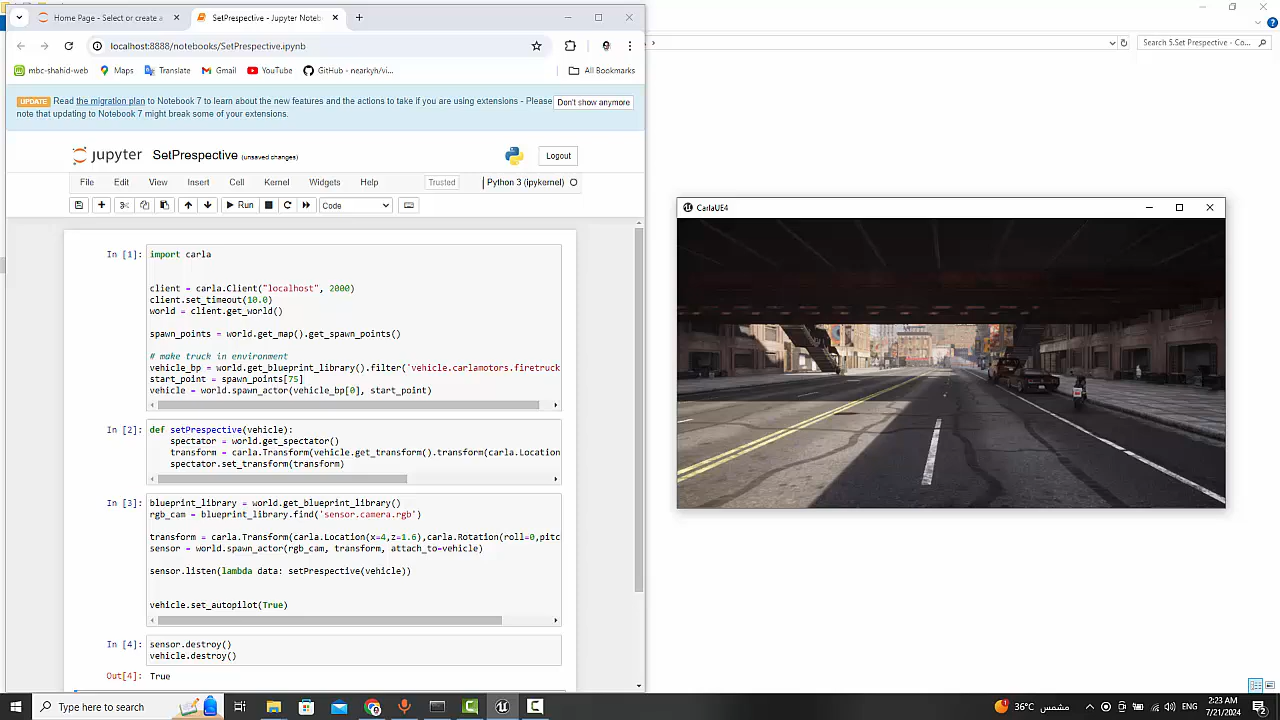 Home Page - Select or create a
SetPrespective - Jupyter Noteb
localhost:8888/notebooks/SetPrespective.ipynb
Search 5.Set Prespective - Co...
mbc-shahid-web
Maps
Translate
Gmail
YouTube
GitHub - nearkyh/vi...
All Bookmarks
UPDATE Read the migration plan to Notebook 7 to learn about the new features and the actions to take if you are using extensions - Please
note that updating to Notebook 7 might break some of your extensions.
Don't show anymore
jupyter SetPrespective (unsaved changes)
Logout
File Edit View Insert Cell Kernel Widgets Help
Trusted
Python 3 (ipykernel)
Run
Code
CarlaUE4
In [1]: import carla
client = carla.Client("localhost", 2000)
client.set_timeout(10.0)
world = client.get_world()
spawn_points = world.get_map().get_spawn_points()
# make truck in environment
vehicle_bp = world.get_blueprint_library().filter('vehicle.carlamotors.firetruck
start_point = spawn_points[75]
vehicle = world.spawn_actor(vehicle_bp[0], start_point)
In [2]: def setPrespective(vehicle):
spectator = world.get_spectator()
transform = carla.Transform(vehicle.get_transform().transform(carla.Location
spectator.set_transform(transform)
In [3]: blueprint_library = world.get_blueprint_library()
rgb_cam = blueprint_library.find('sensor.camera.rgb')
transform = carla.Transform(carla.Location(x=4,z=1.6),carla.Rotation(roll=0,pitc
sensor = world.spawn_actor(rgb_cam, transform, attach_to=vehicle)
sensor.listen(lambda data: setPrespective(vehicle))
vehicle.set_autopilot(True)
In [4]: sensor.destroy()
vehicle.destroy()
Out[4]: True
Type here to search
36°C مشمس
ENG
2:23 AM
7/21/2024